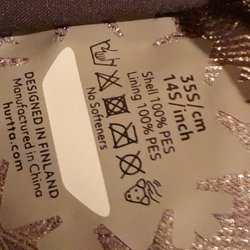 35S/cm
14S/inch
Shell 100% PES
Lining 100% PES
No Softeners
DESIGNED IN FINLAND
Manufactured in China
hurtta.com